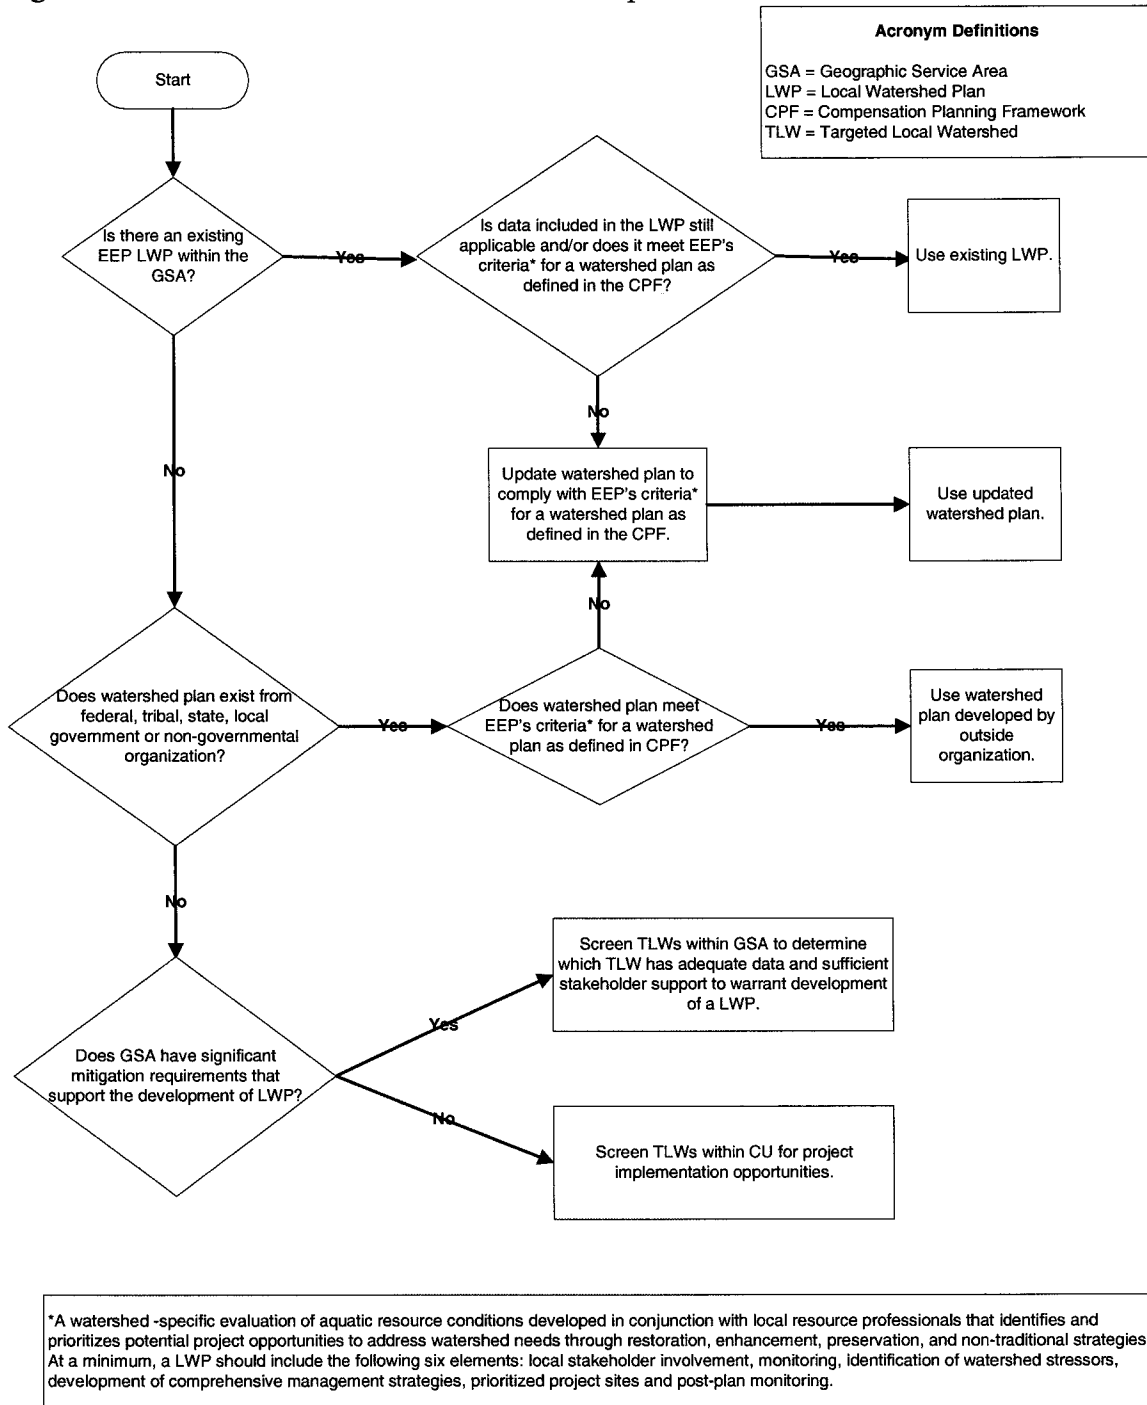 Acronym Definitions
GSA = Geographic Service Area
LWP = Local Watershed Plan
CPF = Compensation Planning Framework
TLW = Targeted Local Watershed
Start
Is there an existing
EEP LWP within the
GSA?
Yes
Is data included in the LWP still
applicable and/or does it meet EEP's
criteria* for a watershed plan as
defined in the CPF?
Yes
Use existing LWP.
No
No
Update watershed plan to
comply with EEP's criteria*
for a watershed plan as
defined in the CPF.
Use updated
watershed plan.
No
Does watershed plan exist from
federal, tribal, state, local
government or non-governmental
organization?
Yes
Does watershed plan meet
EEP's criteria* for a watershed
plan as defined in CPF?
Yes
Use watershed
plan developed by
outside
organization.
No
Does GSA have significant
mitigation requirements that
support the development of LWP?
Yes
Screen TLWs within GSA to determine
which TLW has adequate data and sufficient
stakeholder support to warrant development
of a LWP.
No
Screen TLWs within CU for project
implementation opportunities.
*A watershed -specific evaluation of aquatic resource conditions developed in conjunction with local resource professionals that identifies and
prioritizes potential project opportunities to address watershed needs through restoration, enhancement, preservation, and non-traditional strategies
At a minimum, a LWP should include the following six elements: local stakeholder involvement, monitoring, identification of watershed stressors,
development of comprehensive management strategies, prioritized project sites and post-plan monitoring.